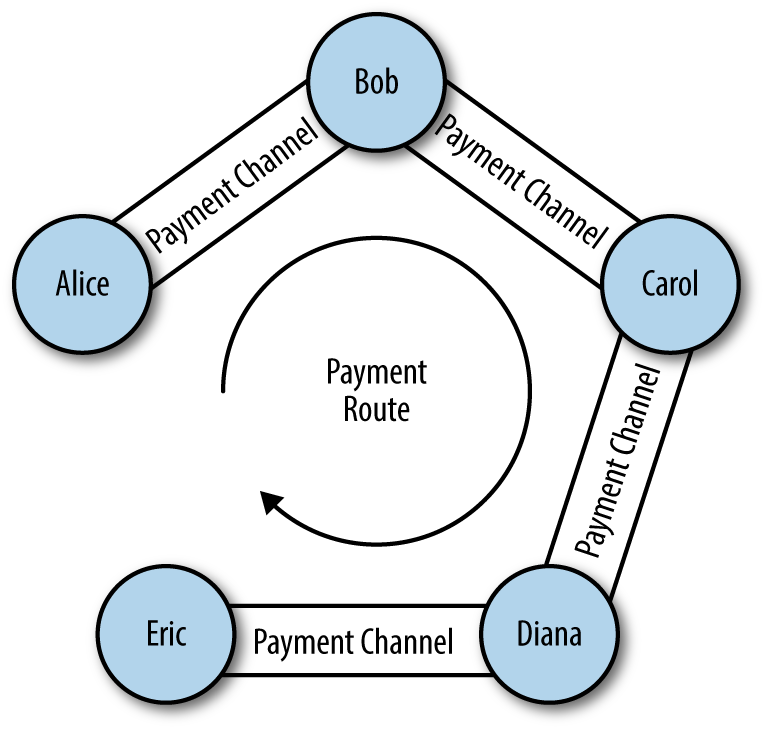 Bob
Payment Channel
Payment Channel
Alice
Carol
Payment
Route
Payment Channel
Eric
Payment Channel
Diana